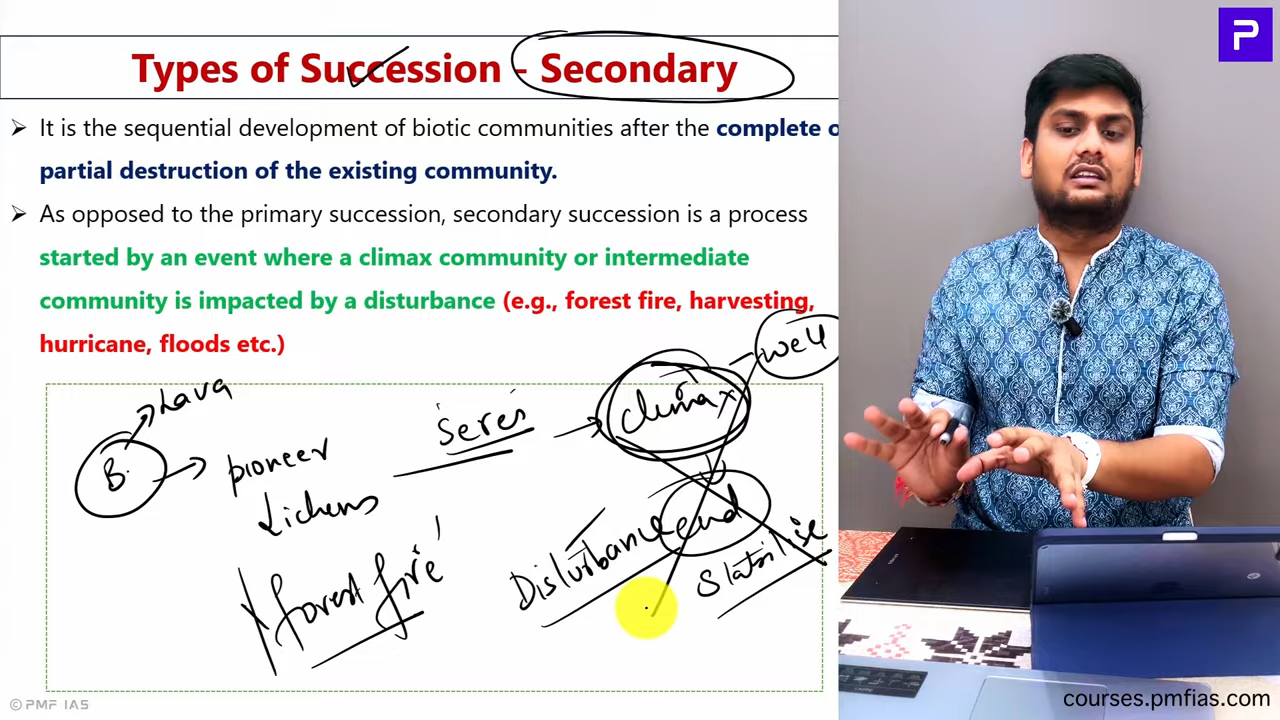 P
Types of Succession - Secondary
➢ It is the sequential development of biotic communities after the complete o
partial destruction of the existing community.
➢ As opposed to the primary succession, secondary succession is a process
started by an event where a climax community or intermediate
community is impacted by a disturbance (e.g., forest fire, harvesting,
hurricane, floods etc.)
well
Lava
climax
'seres'
B.
pioneer
Lichens
end
Disturbance
Stabilise
forest fire'
© PMF IAS
courses.pmfias.com